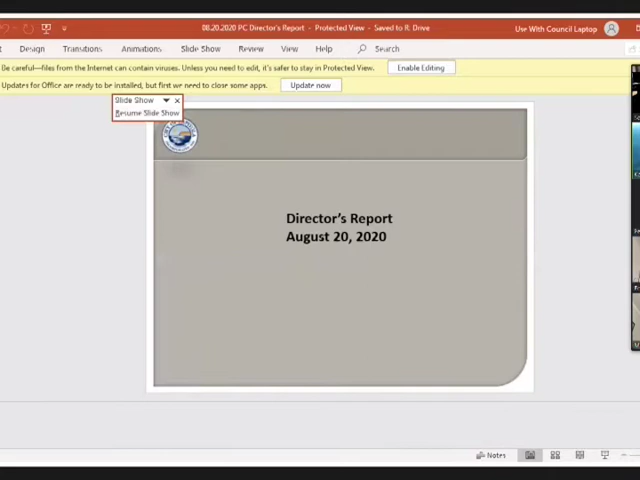 08.20.2020 PC Director's Report - Protected View - Saved to R: Drive
Use With Council Laptop
Design Transitions Animations Slide Show Review View Help Search
Be careful—files from the Internet can contain viruses. Unless you need to edit, it's safer to stay in Protected View. Enable Editing
Updates for Office are ready to be installed, but first we need to close some apps. Update now
Slide Show
Resume Slide Show
Director's Report
August 20, 2020
Notes